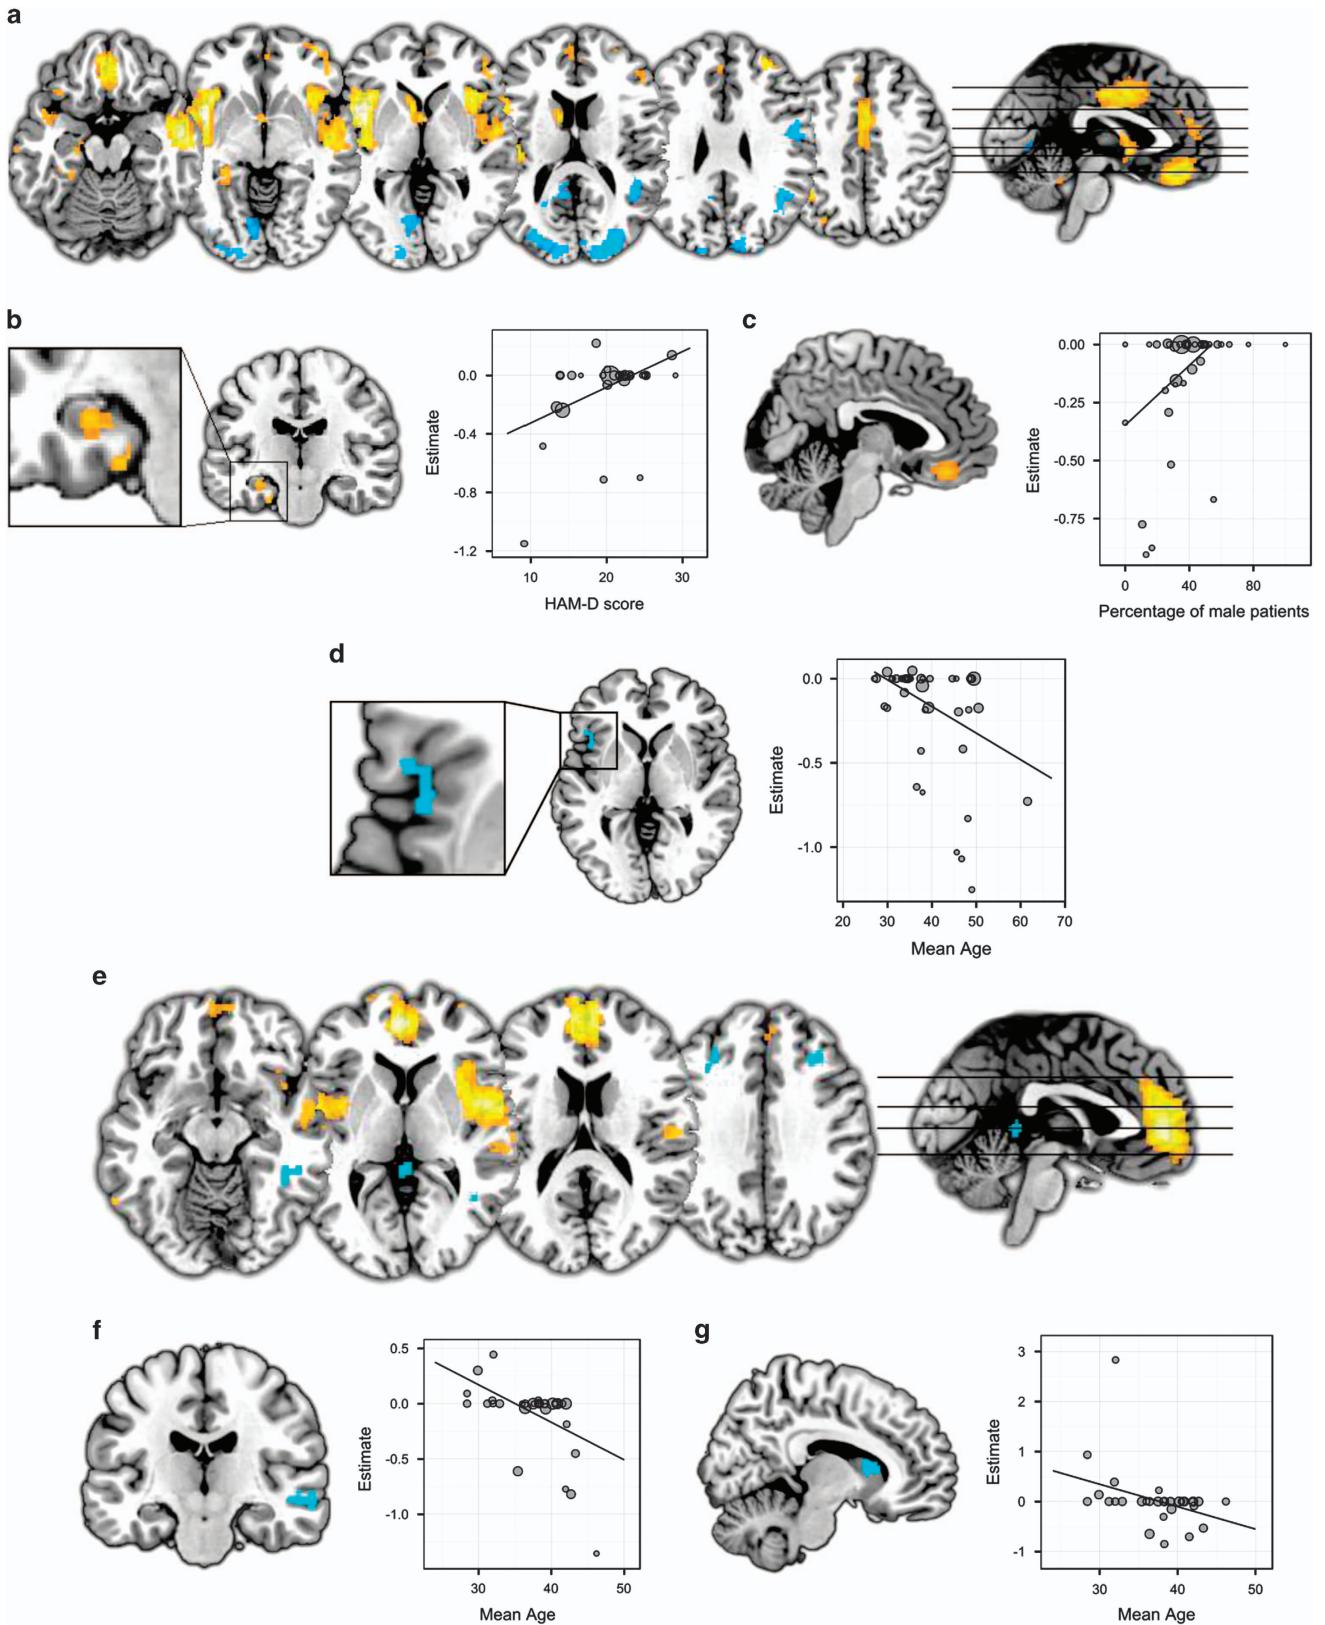 a
b
0.0
-0.4
-0.8
-1.2
Estimate
10 20 30
HAM-D score
c
0.00
-0.25
-0.50
-0.75
Estimate
0 40 80
Percentage of male patients
d
0.0
-0.5
-1.0
Estimate
20 30 40 50 60 70
Mean Age
e
f
0.5
0.0
-0.5
-1.0
Estimate
30 40 50
Mean Age
g
3
2
1
0
-1
Estimate
30 40 50
Mean Age